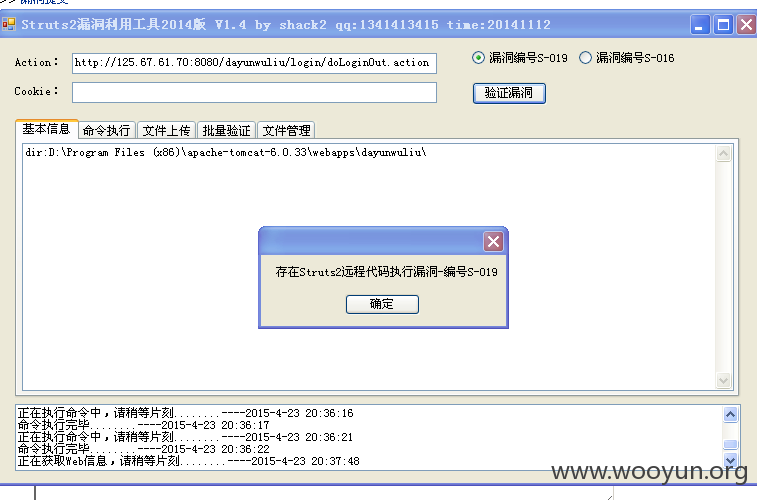 >> 漏洞提交
Struts2漏洞利用工具2014版 V1.4 by shack2 qq:1341413415 time:20141112
Action： http://125.67.61.70:8080/dayunwuliu/login/doLoginOut.action 漏洞编号S-019 漏洞编号S-016
Cookie： 验证漏洞
基本信息 命令执行 文件上传 批量验证 文件管理
dir:D:\Program Files (x86)\apache-tomcat-6.0.33\webapps\dayunwuliu\
存在Struts2远程代码执行漏洞-编号S-019
确定
正在执行命令中，请稍等片刻........----2015-4-23 20:36:16
命令执行完毕........----2015-4-23 20:36:17
正在执行命令中，请稍等片刻........----2015-4-23 20:36:21
命令执行完毕........----2015-4-23 20:36:22
正在获取Web信息，请稍等片刻........----2015-4-23 20:37:48
www.wooyun.org